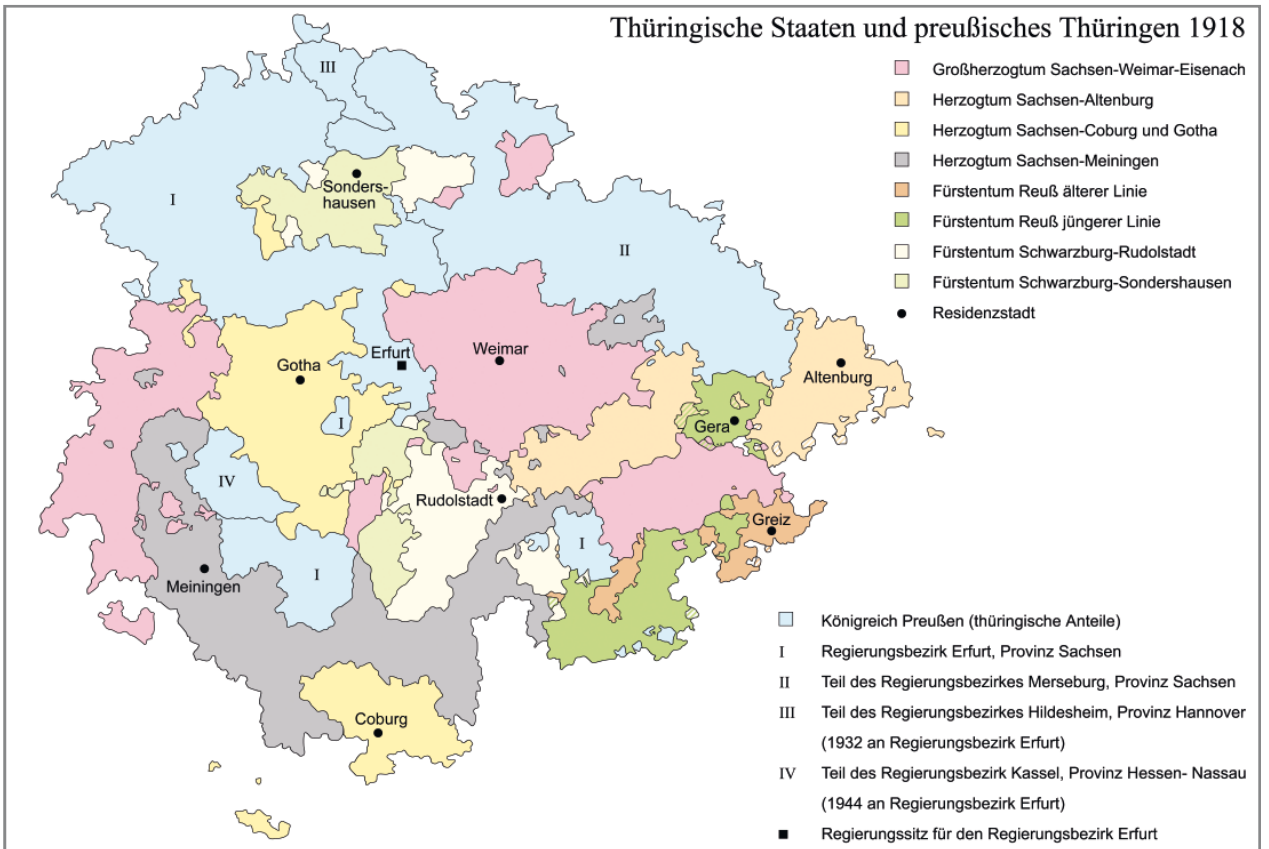 Thüringische Staaten und preußisches Thüringen 1918
Großherzogtum Sachsen-Weimar-Eisenach
Herzogtum Sachsen-Altenburg
Herzogtum Sachsen-Coburg und Gotha
Herzogtum Sachsen-Meiningen
Fürstentum Reuß älterer Linie
Fürstentum Reuß jüngerer Linie
Fürstentum Schwarzburg-Rudolstadt
Fürstentum Schwarzburg-Sondershausen
Residenzstadt
III
I
Sonders-
hausen
II
Erfurt
Weimar
Gotha
Altenburg
I
Gera
IV
Rudolstadt
Greiz
I
I
Meiningen
Coburg
Königreich Preußen (thüringische Anteile)
I Regierungsbezirk Erfurt, Provinz Sachsen
II Teil des Regierungsbezirkes Merseburg, Provinz Sachsen
III Teil des Regierungsbezirkes Hildesheim, Provinz Hannover
(1932 an Regierungsbezirk Erfurt)
IV Teil des Regierungsbezirk Kassel, Provinz Hessen- Nassau
(1944 an Regierungsbezirk Erfurt)
Regierungssitz für den Regierungsbezirk Erfurt